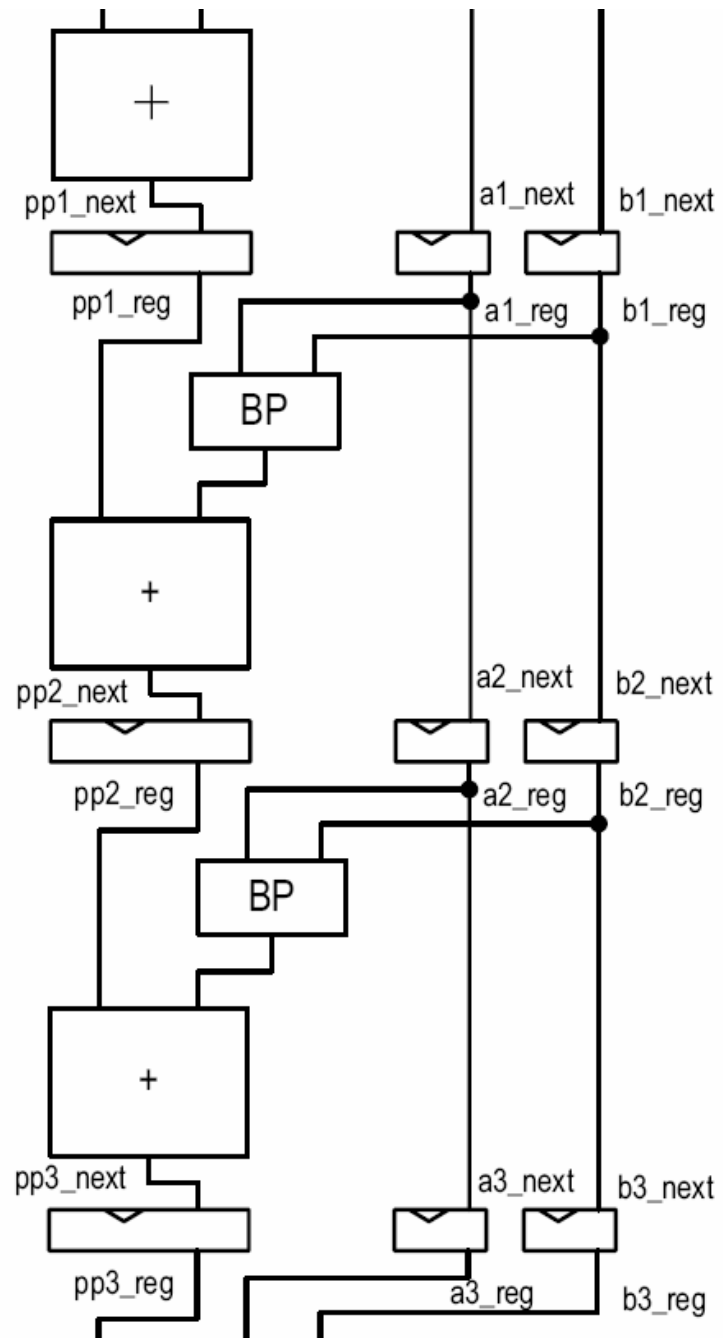 +
pp1_next
a1_next
b1_next
pp1_reg
a1_reg
b1_reg
BP
+
pp2_next
a2_next
b2_next
pp2_reg
a2_reg
b2_reg
BP
+
pp3_next
a3_next
b3_next
pp3_reg
a3_reg
b3_reg